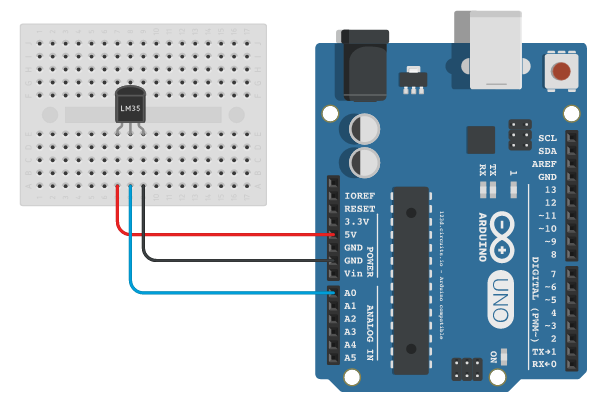 LM35
IOREF
RESET
3.3V
5V
GND
GND
Vin
POWER
A0
A1
A2
A3
A4
A5
ANALOG IN
123d.circuits.io - Arduino compatible
RX
TX
1
ARDUINO
UNO
ON
SCL
SDA
AREF
GND
13
12
~11
~10
~9
8
7
~6
~5
4
~3
2
TX→1
RX←0
DIGITAL (PWM~)